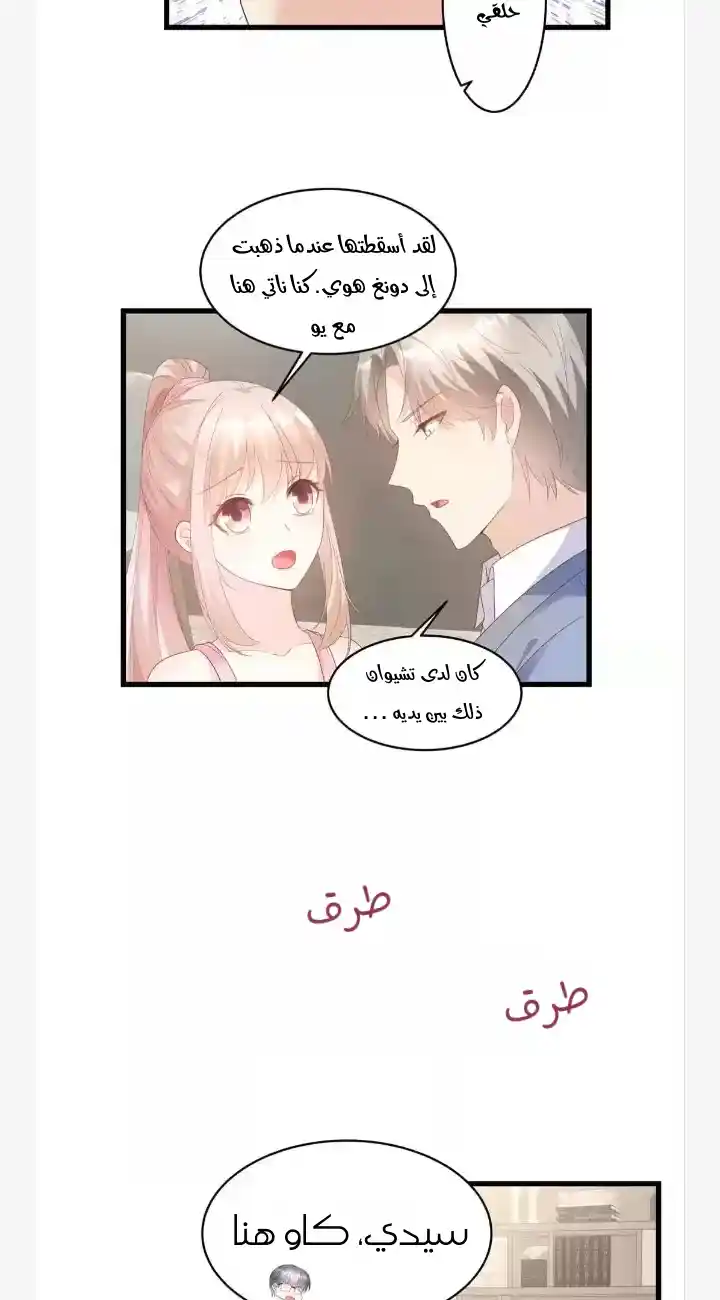 حلقي
لقد أسقطتها عندما ذهبت
إلى دونغ هوي. كنا ناتي هنا
مع يو
كان لدى تشيوان
ذلك بين يديه ...
طرق
طرق
سيدي، كاو هنا